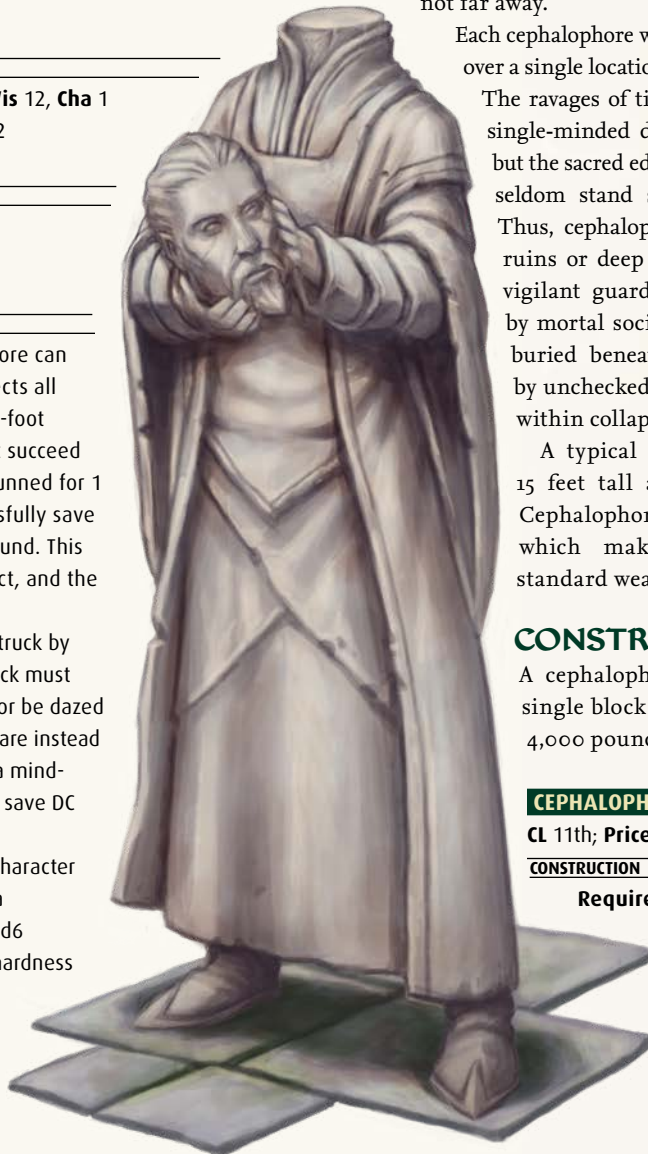 is 12, Cha 1
2
ore can
cts all
-foot
succeed
unned for 1
sfully save
und. This
ct, and the
truck by
ck must
or be dazed
are instead
a mind-
save DC
haracter
d6
hardness
not far away.
Each cephalophore w
over a single location
The ravages of ti
single-minded d
but the sacred ed
seldom stand s
Thus, cephalop
ruins or deep
vigilant guard
by mortal soci
buried benea
by unchecked
within collap
A typical
15 feet tall a
Cephalophor
which mak
standard wea
CONSTR
A cephaloph
single block
4,000 pound
CEPHALOPH
CL 11th; Price
CONSTRUCTION
Require